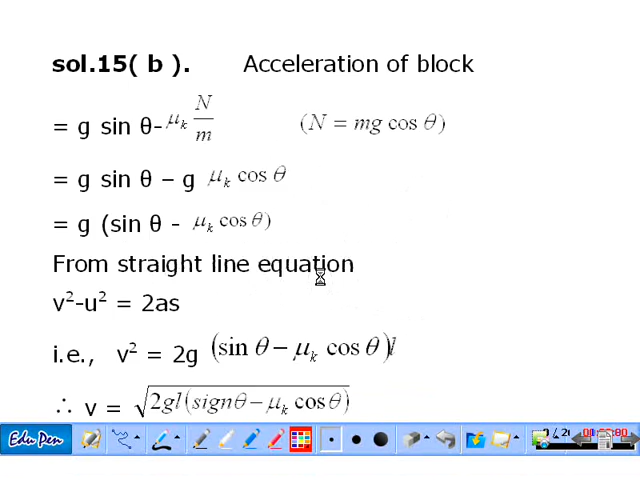 sol.15( b ). Acceleration of block
= g sin θ- μₖ N/m (N = mg cos θ)
= g sin θ – g μₖ cos θ
= g (sin θ - μₖ cos θ)
From straight line equation
v²-u² = 2as
i.e., v² = 2g (sin θ − μₖ cos θ)l
∴ v = √2gl(signθ − μₖ cosθ)
Edu Pen